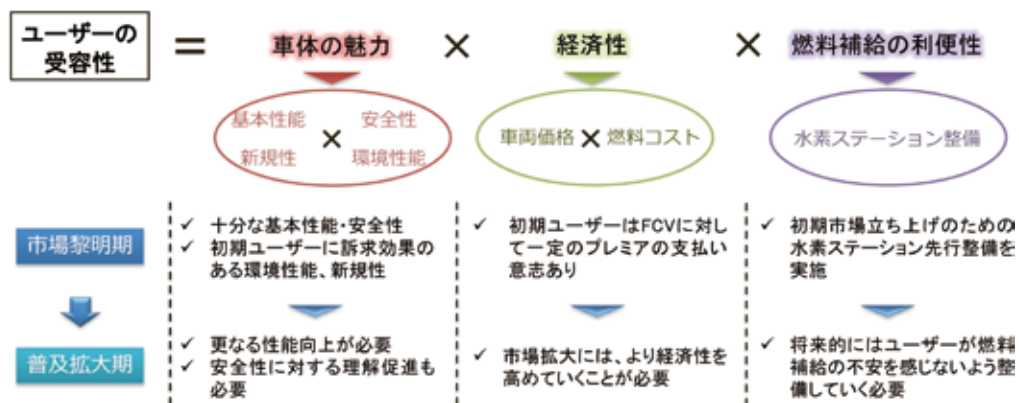 ユーザーの
受容性
= 車体の魅力 × 経済性 × 燃料補給の利便性
基本性能 安全性
×
新規性 環境性能
車両価格 × 燃料コスト
水素ステーション整備
市場黎明期
✓ 十分な基本性能・安全性
✓ 初期ユーザーに訴求効果の
ある環境性能、新規性
✓ 初期ユーザーはFCVに対し
て一定のプレミアの支払い
意志あり
✓ 初期市場立ち上げのための
水素ステーション先行整備を
実施
普及拡大期
✓ 更なる性能向上が必要
✓ 安全性に対する理解促進も
必要
✓ 市場拡大には、より経済性を
高めていくことが必要
✓ 将来的にはユーザーが燃料
補給の不安を感じないよう整
備していく必要